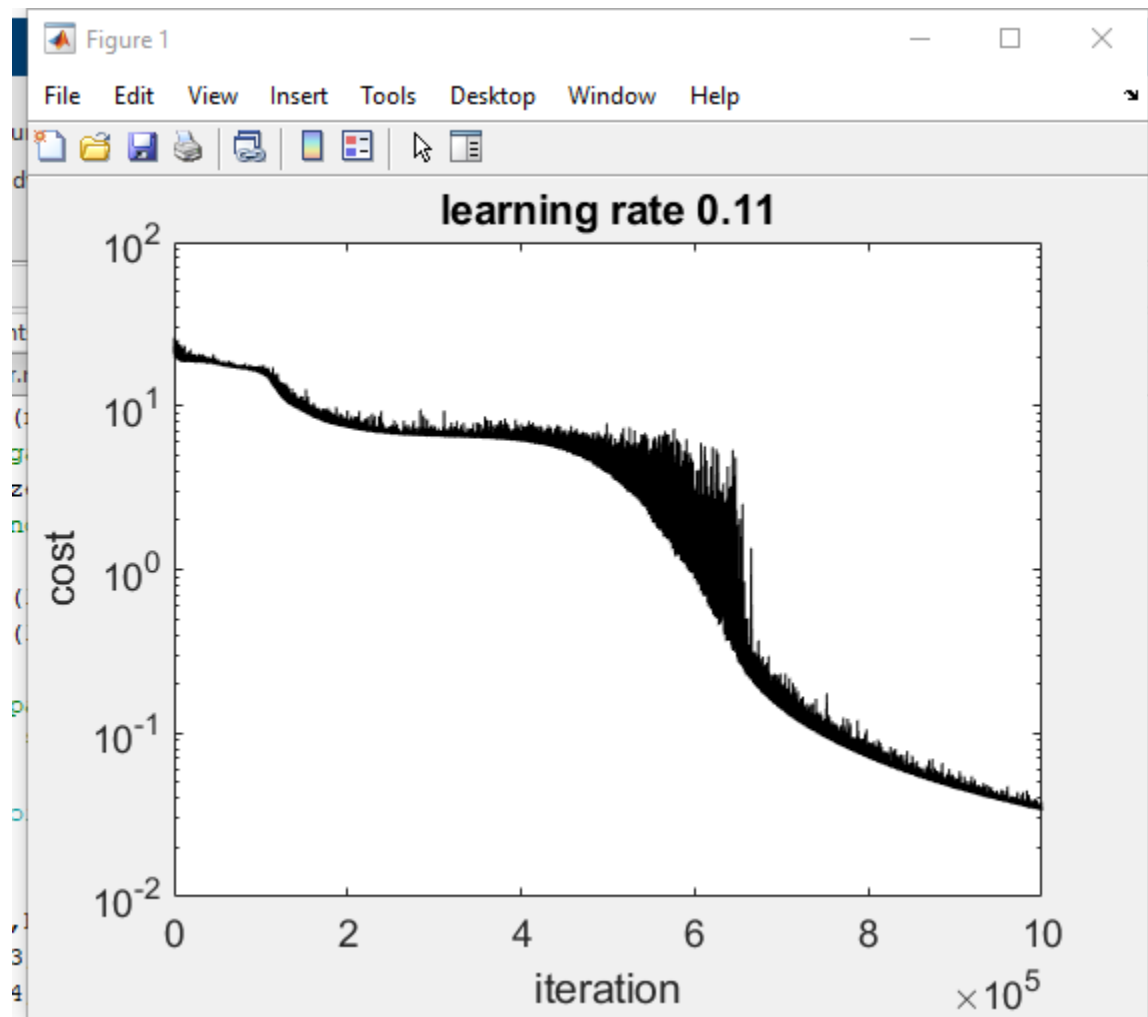 Figure 1
File Edit View Insert Tools Desktop Window Help
learning rate 0.11
10^2
10^1
10^0
10^-1
10^-2
cost
0 2 4 6 8 10
iteration
×10^5